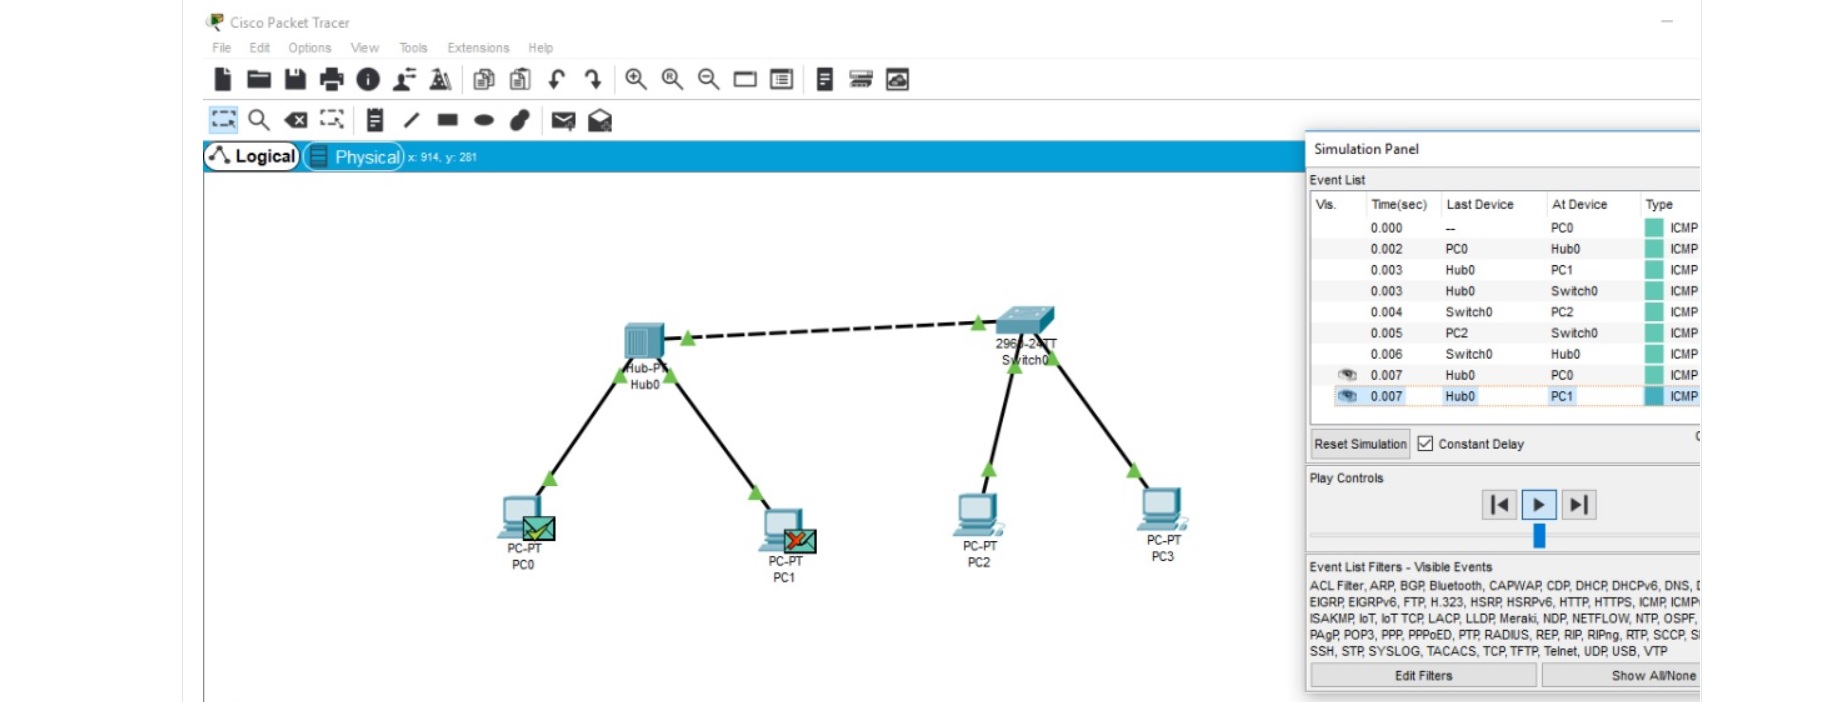 Cisco Packet Tracer
File Edit Options View Tools Extensions Help
Logical Physical x: 914, y: 281
Hub-PT
Hub0
2960-24TT
Switch0
PC-PT
PC0
PC-PT
PC1
PC-PT
PC2
PC-PT
PC3
Simulation Panel
Event List
Vis. Time(sec) Last Device At Device Type
0.000 -- PC0 ICMP
0.002 PC0 Hub0 ICMP
0.003 Hub0 PC1 ICMP
0.003 Hub0 Switch0 ICMP
0.004 Switch0 PC2 ICMP
0.005 PC2 Switch0 ICMP
0.006 Switch0 Hub0 ICMP
0.007 Hub0 PC0 ICMP
0.007 Hub0 PC1 ICMP
Reset Simulation Constant Delay
Play Controls
Event List Filters - Visible Events
ACL Filter, ARP, BGP, Bluetooth, CAPWAP, CDP, DHCP, DHCPv6, DNS,
EIGRP, EIGRPv6, FTP, H.323, HSRP, HSRPv6, HTTP, HTTPS, ICMP, ICMPv
ISAKMP, IoT, IoT TCP, LACP, LLDP, Meraki, NDP, NETFLOW, NTP, OSPF,
PAgP, POP3, PPP, PPPoED, PTP, RADIUS, REP, RIP, RIPng, RTP, SCCP,
SSH, STP, SYSLOG, TACACS, TCP, TFTP, Telnet, UDP, USB, VTP
Edit Filters Show All/None